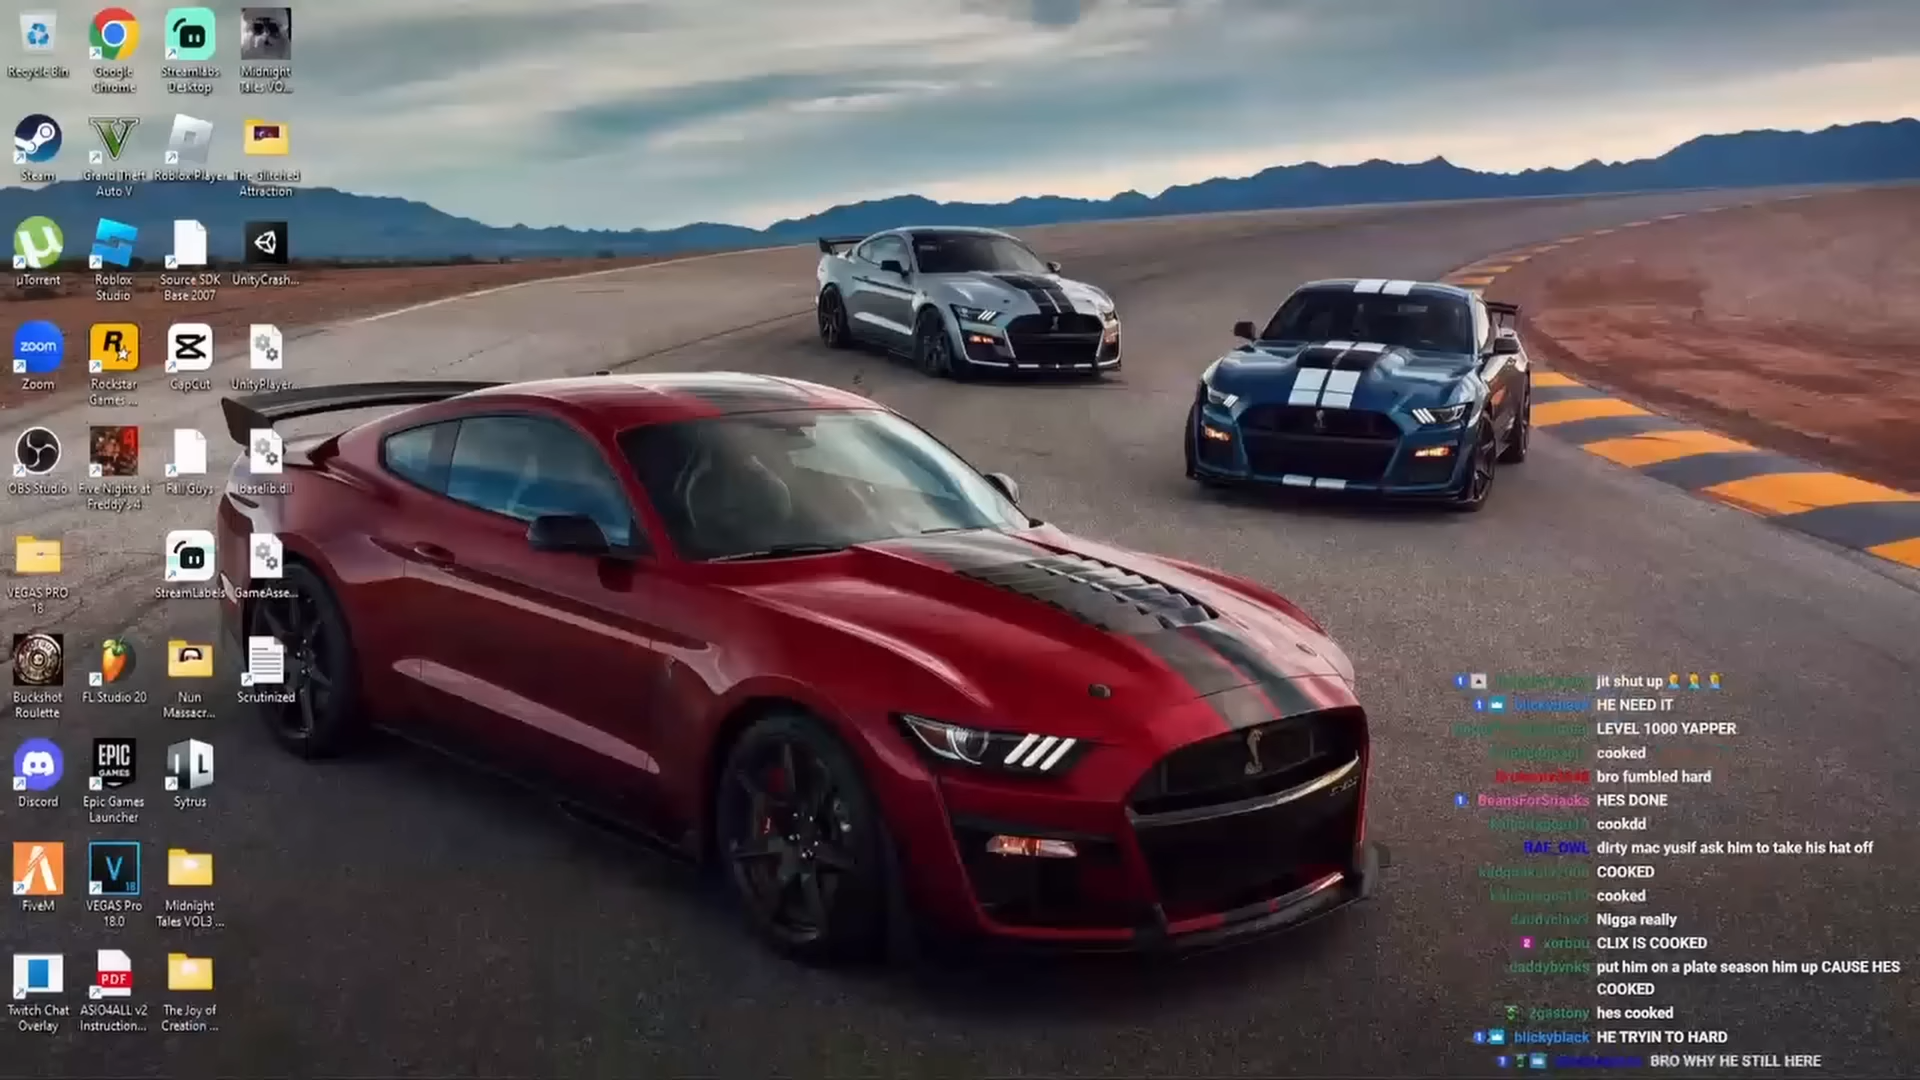 Recycle Bin
Google
Chrome
Streamlabs
Desktop
Midnight
Tales VO...
Steam
Grand Theft
Auto V
Roblox Player
The Glitched
Attraction
µTorrent
Roblox
Studio
Source SDK
Base 2007
UnityCrash...
zoom
Zoom
Rockstar
Games ...
CapCut
UnityPlayer...
OBS Studio
Five Nights at
Freddy's 4
Fall Guys
Baselib.dll
VEGAS PRO
18
StreamLabels
GameAsse...
Buckshot
Roulette
FL Studio 20
Nun
Massacr...
Scrutinized
Discord
EPIC
GAMES
Epic Games
Launcher
Sytrus
FiveM
V
18
VEGAS Pro
18.0
Midnight
Tales VOL3 ...
Twitch Chat
Overlay
PDF
ASIO4ALL v2
Instruction...
The Joy of
Creation ...
jit shut up
blickyblack HE NEED IT
LEVEL 1000 YAPPER
cooked
bro fumbled hard
BeansForSnacks HES DONE
cookdd
RAF_OWL dirty mac yusif ask him to take his hat off
COOKED
cooked
Nigga really
2 xorbuu CLIX IS COOKED
daddybvnks put him on a plate season him up CAUSE HES
COOKED
2gastony hes cooked
blickyblack HE TRYIN TO HARD
BRO WHY HE STILL HERE